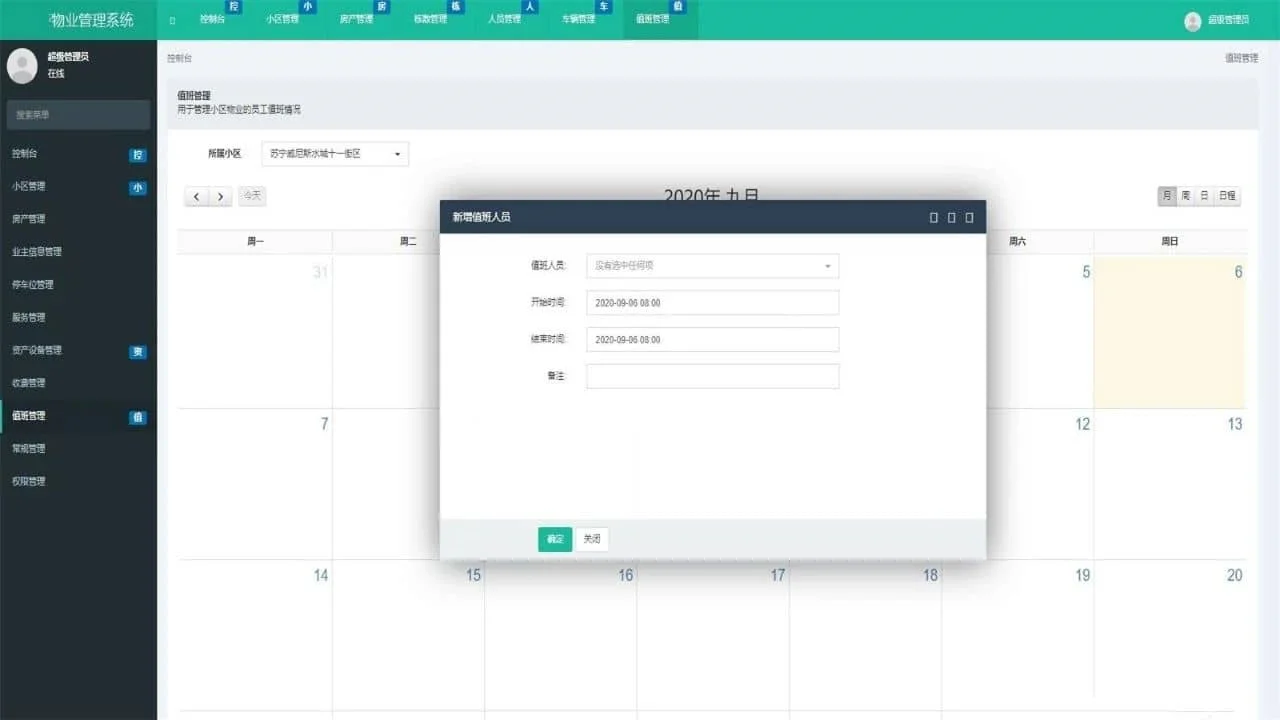 物业管理系统
控制台 控
小区管理 小
房产管理 房
栋数管理 栋
人员管理 人
车辆管理 车
值班管理 值
超级管理员
超级管理员
在线
搜索菜单
控制台 控
小区管理 小
房产管理
业主信息管理
停车位管理
服务管理
资产设备管理 资
收费管理
值班管理 值
常规管理
权限管理
控制台
值班管理
值班管理
用于管理小区物业的员工值班情况
所属小区 苏宁威尼斯水城十一街区
今天
2020年 九月
月 周 日 日程
周一 周二 周六 周日
31 5 6
7 12 13
14 15 16 17 18 19 20
新增值班人员
值班人员: 没有选中任何项
开始时间: 2020-09-06 08:00
结束时间: 2020-09-06 08:00
备注:
确定 关闭